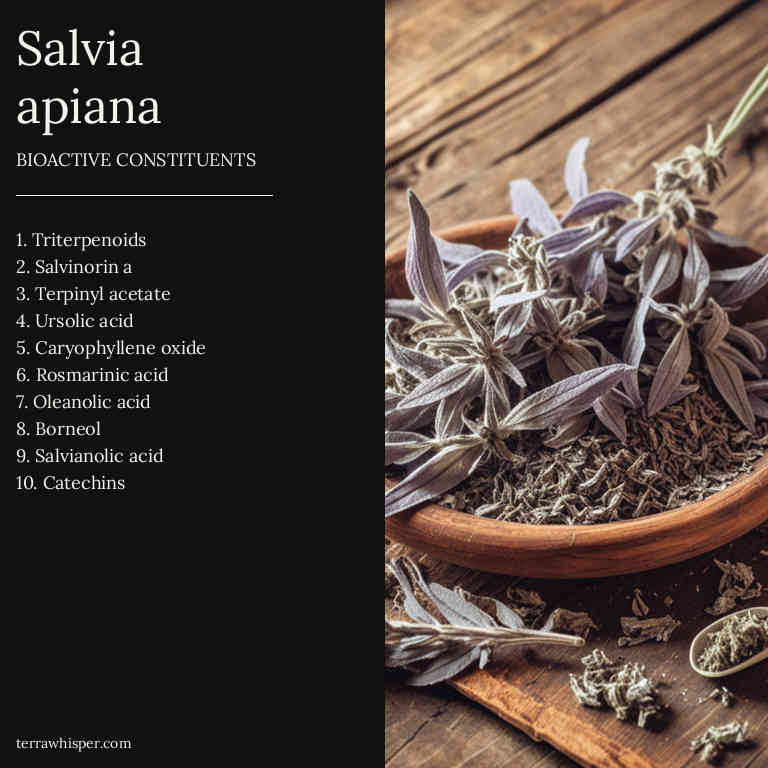 Salvia
apiana
BIOACTIVE CONSTITUENTS
1. Triterpenoids
2. Salvinorin a
3. Terpinyl acetate
4. Ursolic acid
5. Caryophyllene oxide
6. Rosmarinic acid
7. Oleanolic acid
8. Borneol
9. Salvianolic acid
10. Catechins
terrawhisper.com